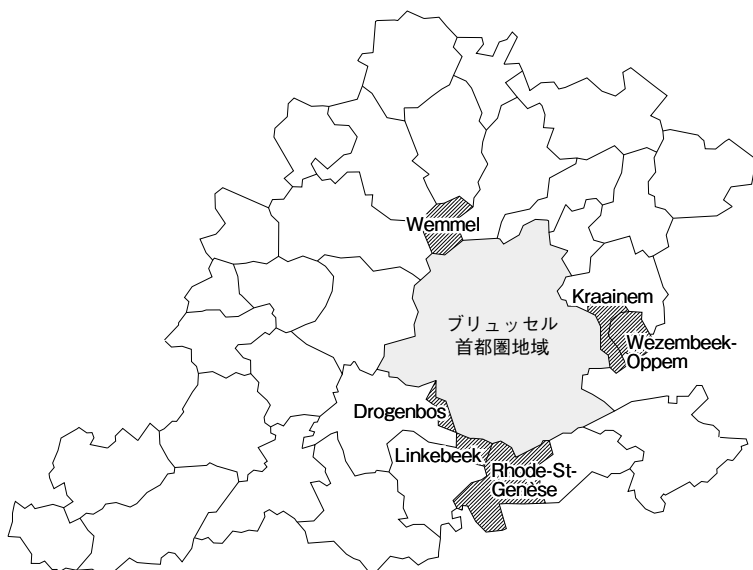 Wemmel
Kraainem
ブリュッセル
首都圏地域
Wezembeek-
Oppem
Drogenbos
Linkebeek
Rhode-St-
Genèse